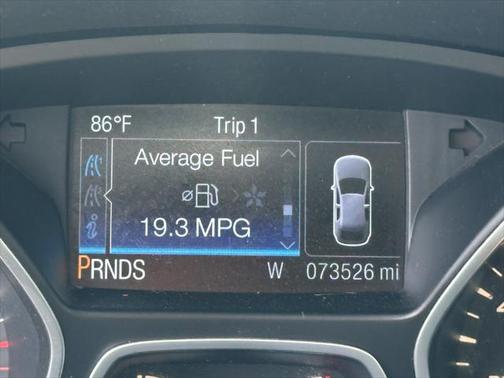 86°F Trip 1
Average Fuel
19.3 MPG
PRNDS W 073526 mi